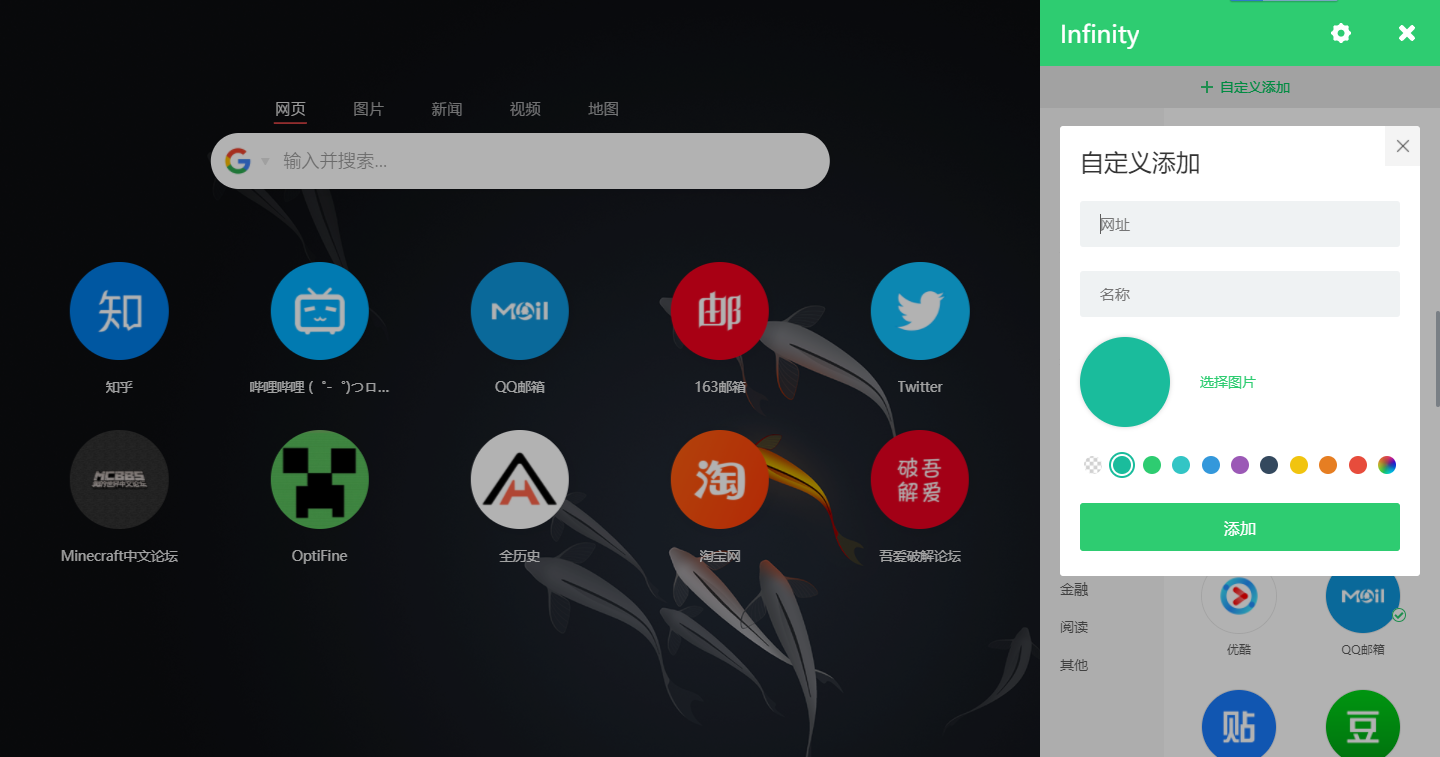 网页 图片 新闻 视频 地图
输入并搜索...
知
知乎
哔哩哔哩 ( ゜- ゜)つロ...
Mail
QQ邮箱
邮
163邮箱
Twitter
MCBBS
Minecraft中文论坛
OptiFine
全历史
淘
淘宝网
吾爱
破解
吾爱破解论坛
Infinity
自定义添加
自定义添加
网址
名称
选择图片
添加
金融
阅读
其他
优酷
Mail
QQ邮箱
贴
豆